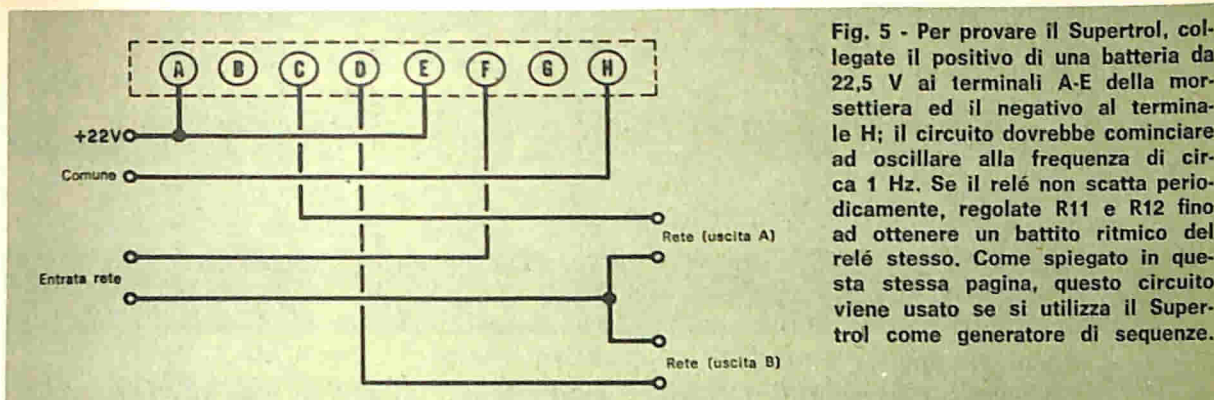 A B C D E F G H
+22V
Comune
Rete (uscita A)
Entrata rete
Rete (uscita B)
Fig. 5 - Per provare il Supertrol, col-
legate il positivo di una batteria da
22,5 V ai terminali A-E della mor-
settiera ed il negativo al termina-
le H; il circuito dovrebbe cominciare
ad oscillare alla frequenza di cir-
ca 1 Hz. Se il relé non scatta perio-
dicamente, regolate R11 e R12 fino
ad ottenere un battito ritmico del
relé stesso. Come spiegato in que-
sta stessa pagina, questo circuito
viene usato se si utilizza il Super-
trol come generatore di sequenze.